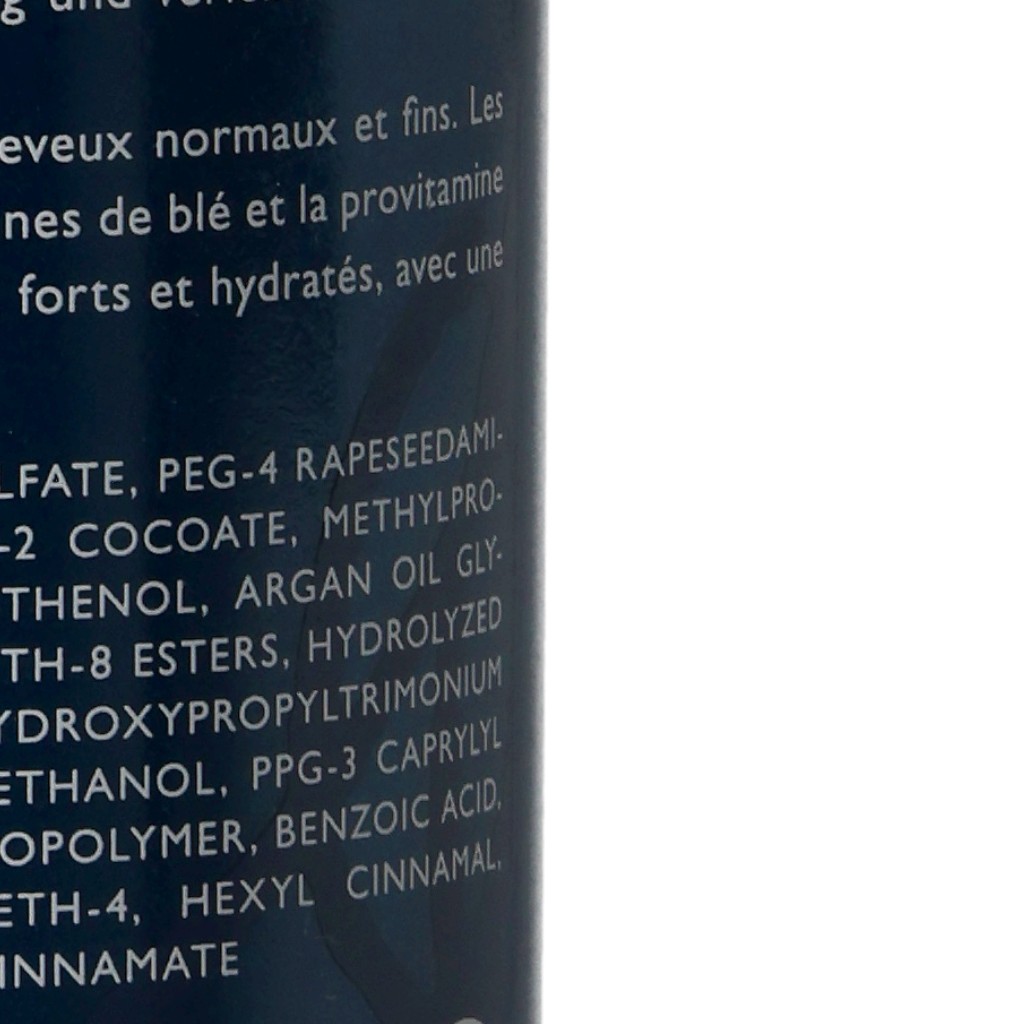 und
eveux normaux et fins. Les
nes de blé et la provitamine
forts et hydratés, avec une
LFATE, PEG-4 RAPESEEDAMI-
-2 COCOATE, METHYLPRO-
THENOL, ARGAN OIL GLY-
TH-8 ESTERS, HYDROLYZED
YDROXYPROPYLTRIMONIUM
ETHANOL, PPG-3 CAPRYLYL
OPOLYMER, BENZOIC ACID,
ETH-4, HEXYL CINNAMAL,
INNAMATE